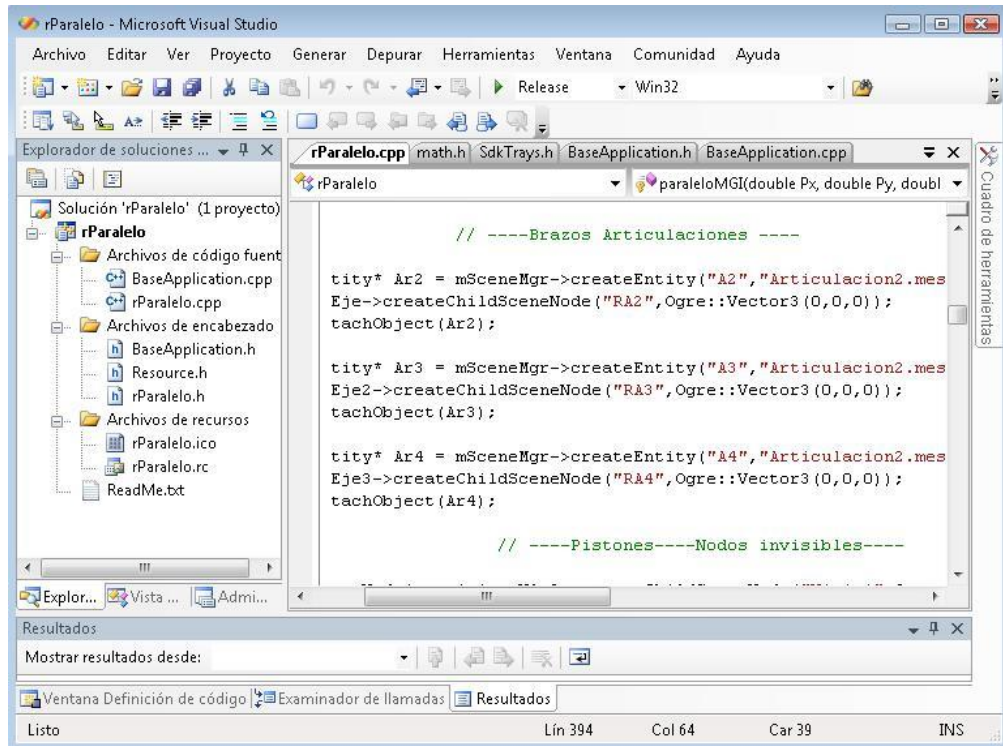 rParalelo - Microsoft Visual Studio
Archivo Editar Ver Proyecto Generar Depurar Herramientas Ventana Comunidad Ayuda
Release Win32
Explorador de soluciones ...
rParalelo.cpp math.h SdkTrays.h BaseApplication.h BaseApplication.cpp
rParalelo paraleloMGI(double Px, double Py, doubl
Cuadro de herramientas
Solución 'rParalelo' (1 proyecto)
rParalelo
Archivos de código fuent
BaseApplication.cpp
rParalelo.cpp
Archivos de encabezado
BaseApplication.h
Resource.h
rParalelo.h
Archivos de recursos
rParalelo.ico
rParalelo.rc
ReadMe.txt
// ----Brazos Articulaciones ----
tity* Ar2 = mSceneMgr->createEntity("A2","Articulacion2.mes
Eje->createChildSceneNode("RA2",Ogre::Vector3(0,0,0));
tachObject(Ar2);
tity* Ar3 = mSceneMgr->createEntity("A3","Articulacion2.mes
Eje2->createChildSceneNode("RA3",Ogre::Vector3(0,0,0));
tachObject(Ar3);
tity* Ar4 = mSceneMgr->createEntity("A4","Articulacion2.mes
Eje3->createChildSceneNode("RA4",Ogre::Vector3(0,0,0));
tachObject(Ar4);
// ----Pistones----Nodos invisibles----
Explor... Vista ... Admi...
Resultados
Mostrar resultados desde:
Ventana Definición de código Examinador de llamadas Resultados
Listo Lín 394 Col 64 Car 39 INS